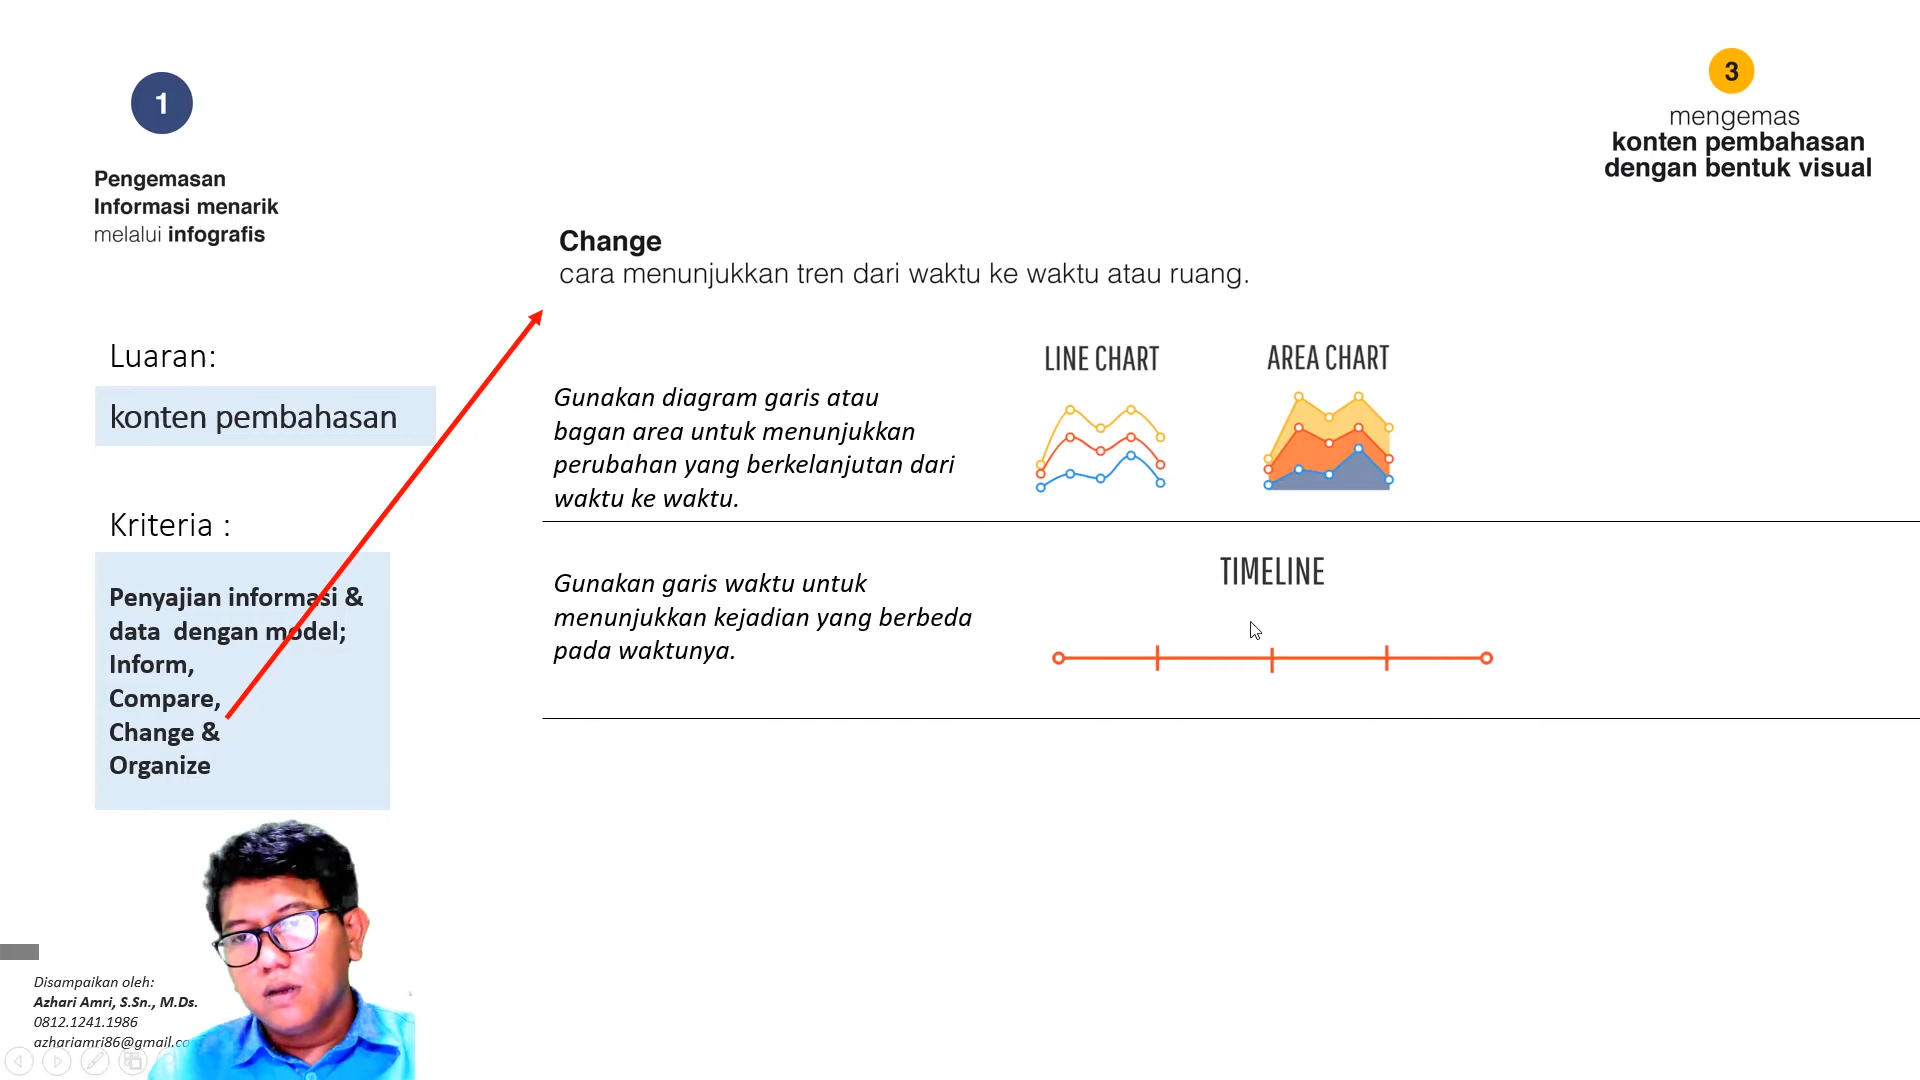 1
Pengemasan
Informasi menarik
melalui infografis
3
mengemas
konten pembahasan
dengan bentuk visual
Change
cara menunjukkan tren dari waktu ke waktu atau ruang.
Luaran:
konten pembahasan
Kriteria :
Penyajian informasi &
data dengan model;
Inform,
Compare,
Change &
Organize
Gunakan diagram garis atau
bagan area untuk menunjukkan
perubahan yang berkelanjutan dari
waktu ke waktu.
LINE CHART
AREA CHART
Gunakan garis waktu untuk
menunjukkan kejadian yang berbeda
pada waktunya.
TIMELINE
Disampaikan oleh:
Azhari Amri, S.Sn., M.Ds.
0812.1241.1986
azhariamri86@gmail.co